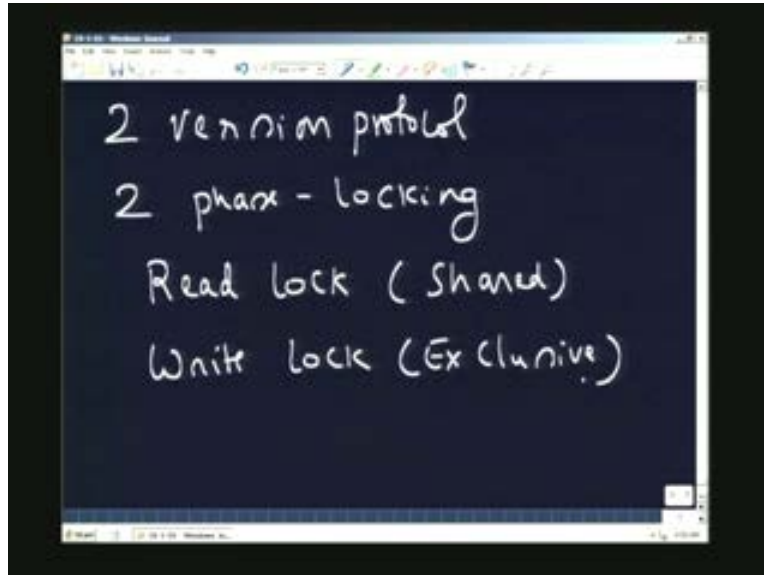 2 version protocol
2 phase - locking
Read lock ( Shared)
Write lock (Exclusive)